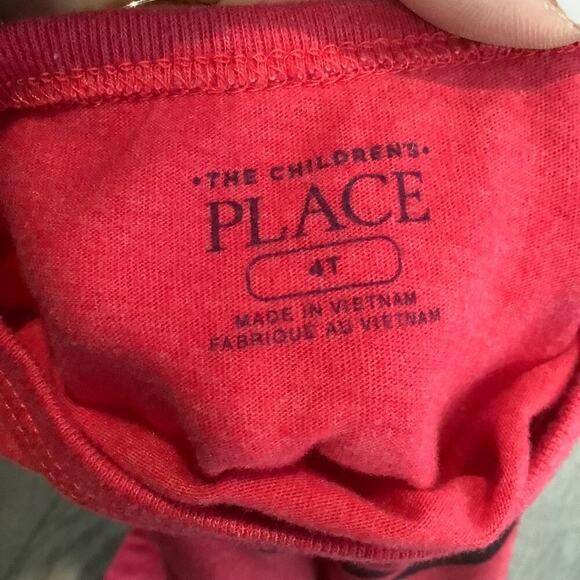 •THE CHILDREN'S•
PLACE
4T
MADE IN VIETNAM
FABRIQUE AU VIETNAM